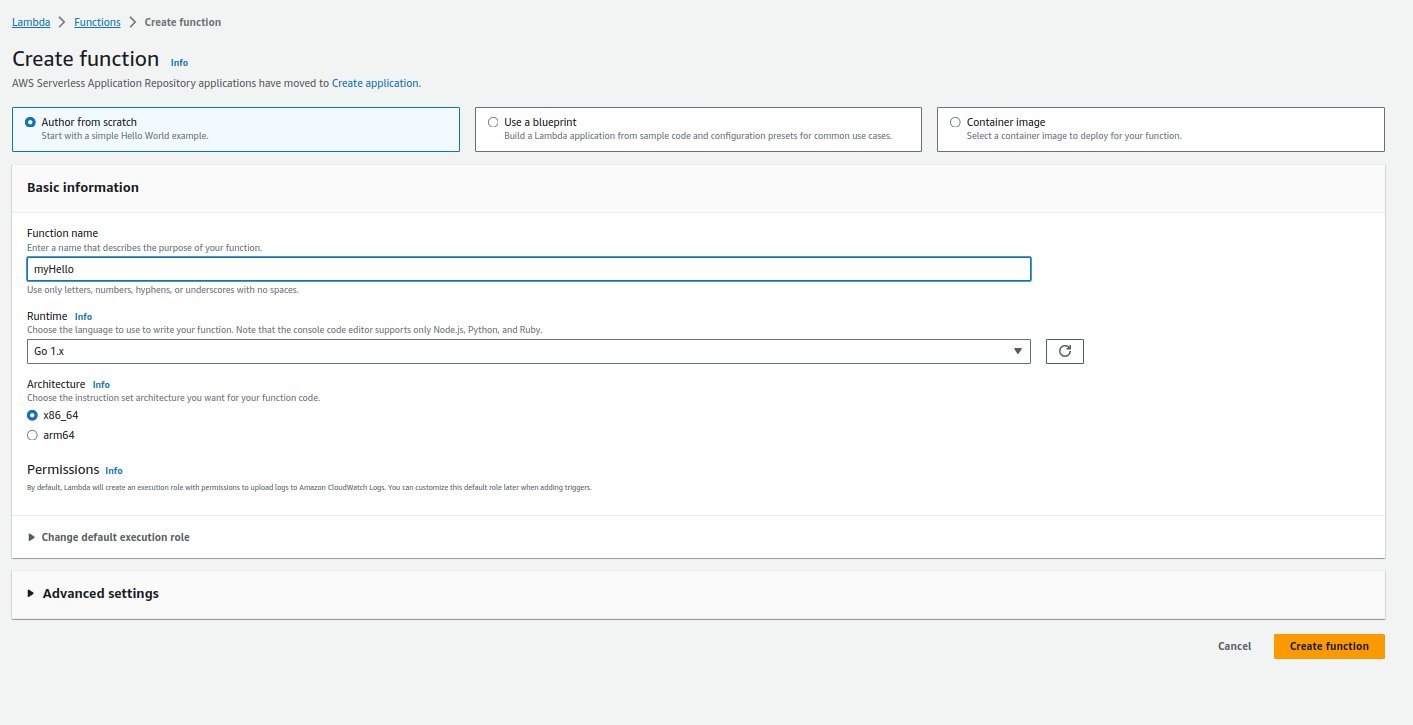 Lambda > Functions > Create function
Create function Info
AWS Serverless Application Repository applications have moved to Create application.
Author from scratch
Start with a simple Hello World example.
Use a blueprint
Build a Lambda application from sample code and configuration presets for common use cases.
Container image
Select a container image to deploy for your function.
Basic information
Function name
Enter a name that describes the purpose of your function.
myHello
Use only letters, numbers, hyphens, or underscores with no spaces.
Runtime Info
Choose the language to use to write your function. Note that the console code editor supports only Node.js, Python, and Ruby.
Go 1.x
Architecture Info
Choose the instruction set architecture you want for your function code.
x86_64
arm64
Permissions Info
By default, Lambda will create an execution role with permissions to upload logs to Amazon CloudWatch Logs. You can customize this default role later when adding triggers.
Change default execution role
Advanced settings
Cancel
Create function